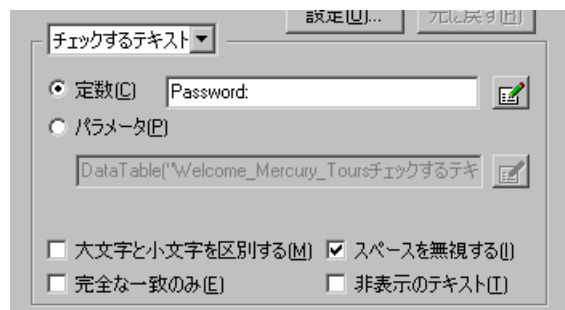 設定(U)... 元に戻す(R)
チェックするテキスト
定数(C) Password:
パラメータ(P)
DataTable("Welcome_Mercury_Toursチェックするテキ
大文字と小文字を区別する(M) スペースを無視する(I)
完全な一致のみ(E) 非表示のテキスト(T)